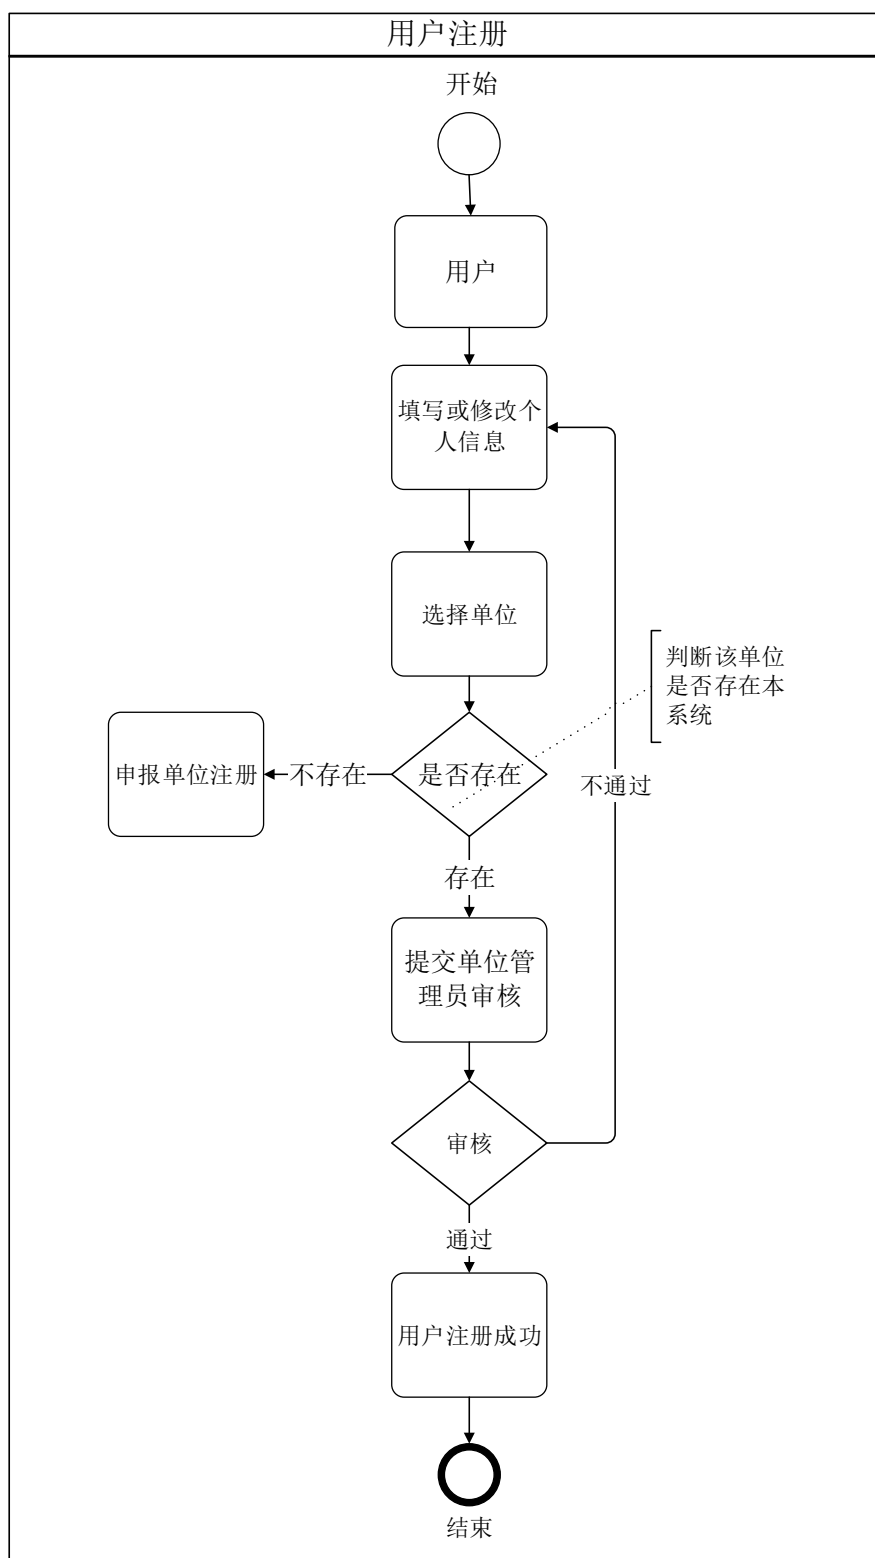 用户注册
开始
用户
填写或修改个
人信息
选择单位
判断该单位
是否存在本
系统
申报单位注册
不存在
是否存在
不通过
存在
提交单位管
理员审核
审核
通过
用户注册成功
结束